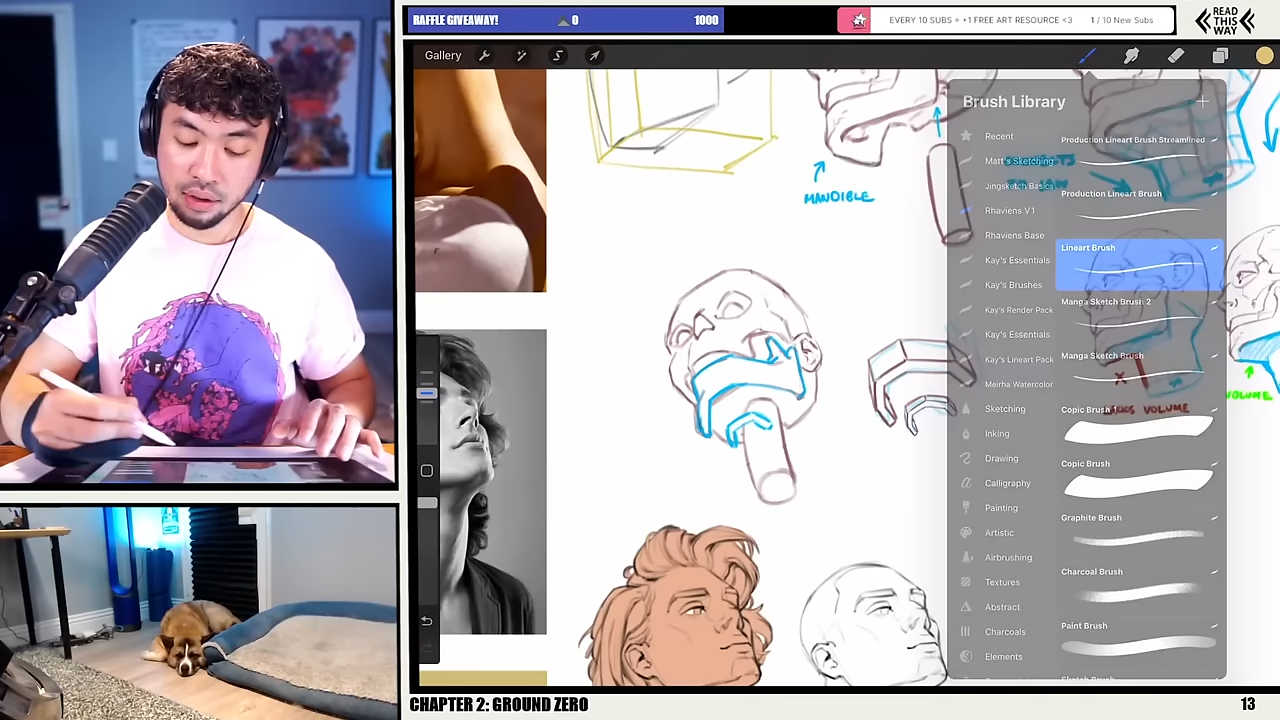 RAFFLE GIVEAWAY!
0
1000
EVERY 10 SUBS = +1 FREE ART RESOURCE <3
1 / 10 New Subs
READ
THIS
WAY
Gallery
Brush Library
Recent
Matt's Sketching
Jingsketch Basics
Rhaviens V1
Rhaviens Base
Kay's Essentials
Kay's Brushes
Kay's Render Pack
Kay's Essentials
Kay's Lineart Pack
Meirha Watercolor
Sketching
Inking
Drawing
Calligraphy
Painting
Artistic
Airbrushing
Textures
Abstract
Charcoals
Elements
Production Lineart Brush Streamlined
Production Lineart Brush
Lineart Brush
Manga Sketch Brush 2
Manga Sketch Brush
Copic Brush 1
Copic Brush
Graphite Brush
Charcoal Brush
Paint Brush
MANDIBLE
VOLUME
VOLUME
CHAPTER 2: GROUND ZERO
13